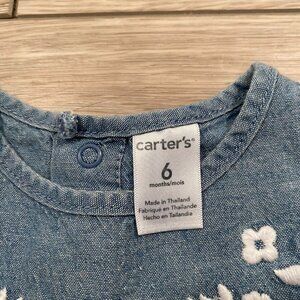 carter's®
6
months/mois
Made in Thailand
Fabriqué en Thaïlande
Hecho en Tailandia